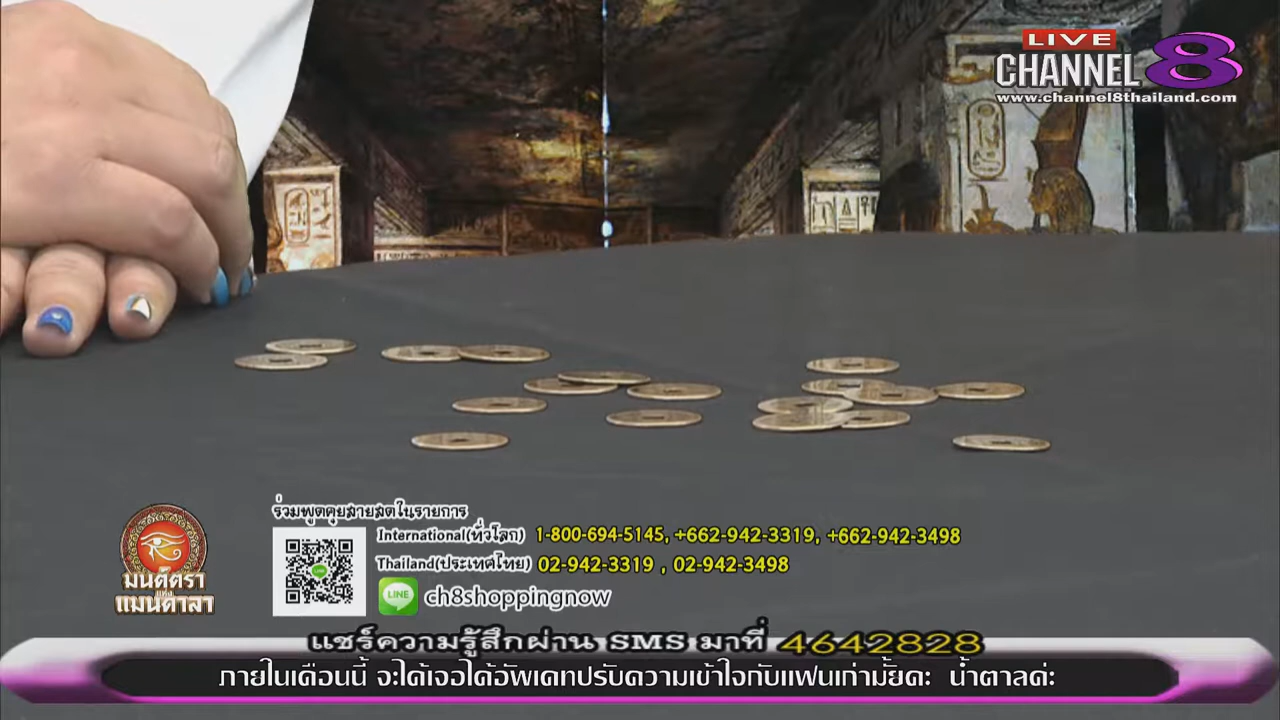 LIVE
CHANNEL 8
www.channel8thailand.com
ร่วมพูดคุยสายสดในรายการ
International(ทั่วโลก) 1-800-694-5145, +662-942-3319, +662-942-3498
Thailand(ประเทศไทย) 02-942-3319 , 02-942-3498
LINE ch8shoppingnow
มนต์ตรา
แห่ง
แมนดาลา
แชร์ความรู้สึกผ่าน SMS มาที่ 4642828
ภายในเดือนนี้ จะได้เจอได้อัพเดทปรับความเข้าใจกับแฟนเก่ามั้ยคะ น้ำตาลค่ะ